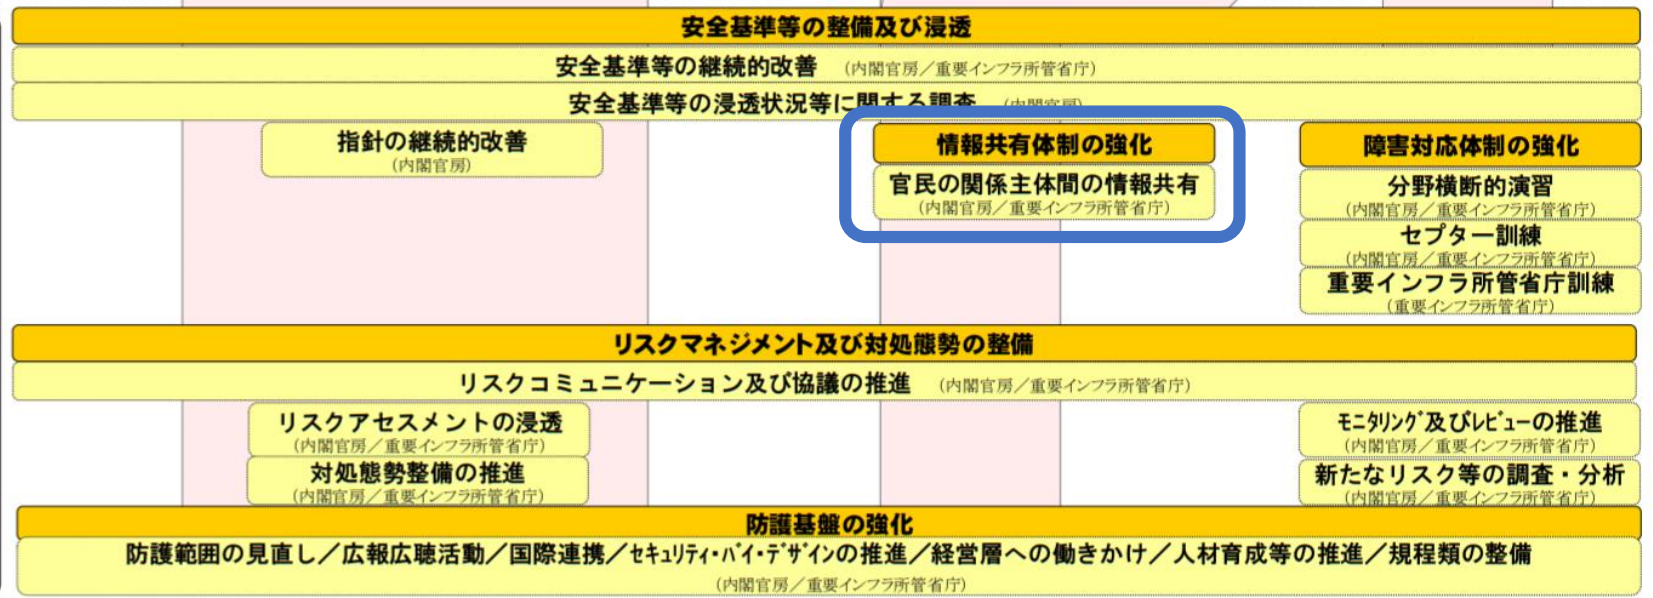 安全基準等の整備及び浸透
安全基準等の継続的改善 (内閣官房／重要インフラ所管省庁)
安全基準等の浸透状況等に関する調査 (内閣官房)
指針の継続的改善
(内閣官房)
情報共有体制の強化
官民の関係主体間の情報共有
(内閣官房／重要インフラ所管省庁)
障害対応体制の強化
分野横断的演習
(内閣官房／重要インフラ所管省庁)
セプター訓練
(内閣官房／重要インフラ所管省庁)
重要インフラ所管省庁訓練
(重要インフラ所管省庁)
リスクマネジメント及び対処態勢の整備
リスクコミュニケーション及び協議の推進 (内閣官房／重要インフラ所管省庁)
リスクアセスメントの浸透
(内閣官房／重要インフラ所管省庁)
対処態勢整備の推進
(内閣官房／重要インフラ所管省庁)
ﾓﾆﾀﾘﾝｸﾞ及びﾚﾋﾞｭｰの推進
(内閣官房／重要インフラ所管省庁)
新たなリスク等の調査・分析
(内閣官房／重要インフラ所管省庁)
防護基盤の強化
防護範囲の見直し／広報広聴活動／国際連携／ｾｷｭﾘﾃｨ･ﾊﾞｲ･ﾃﾞｻﾞｲﾝの推進／経営層への働きかけ／人材育成等の推進／規程類の整備
(内閣官房／重要インフラ所管省庁)